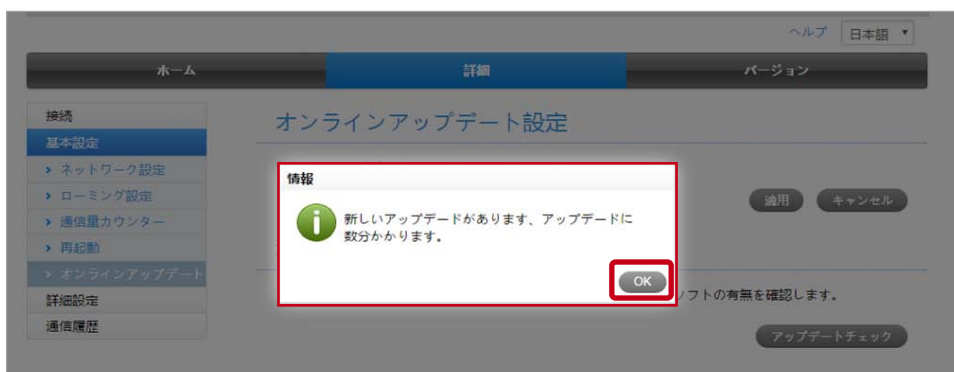 ヘルプ 日本語
ホーム 詳細 バージョン
接続
基本設定
ネットワーク設定
ローミング設定
通信量カウンター
再起動
オンラインアップデート
詳細設定
通信履歴
オンラインアップデート設定
適用 キャンセル
情報
新しいアップデードがあります、アップデードに
数分かかります。
OK
ソフトの有無を確認します。
アップデートチェック